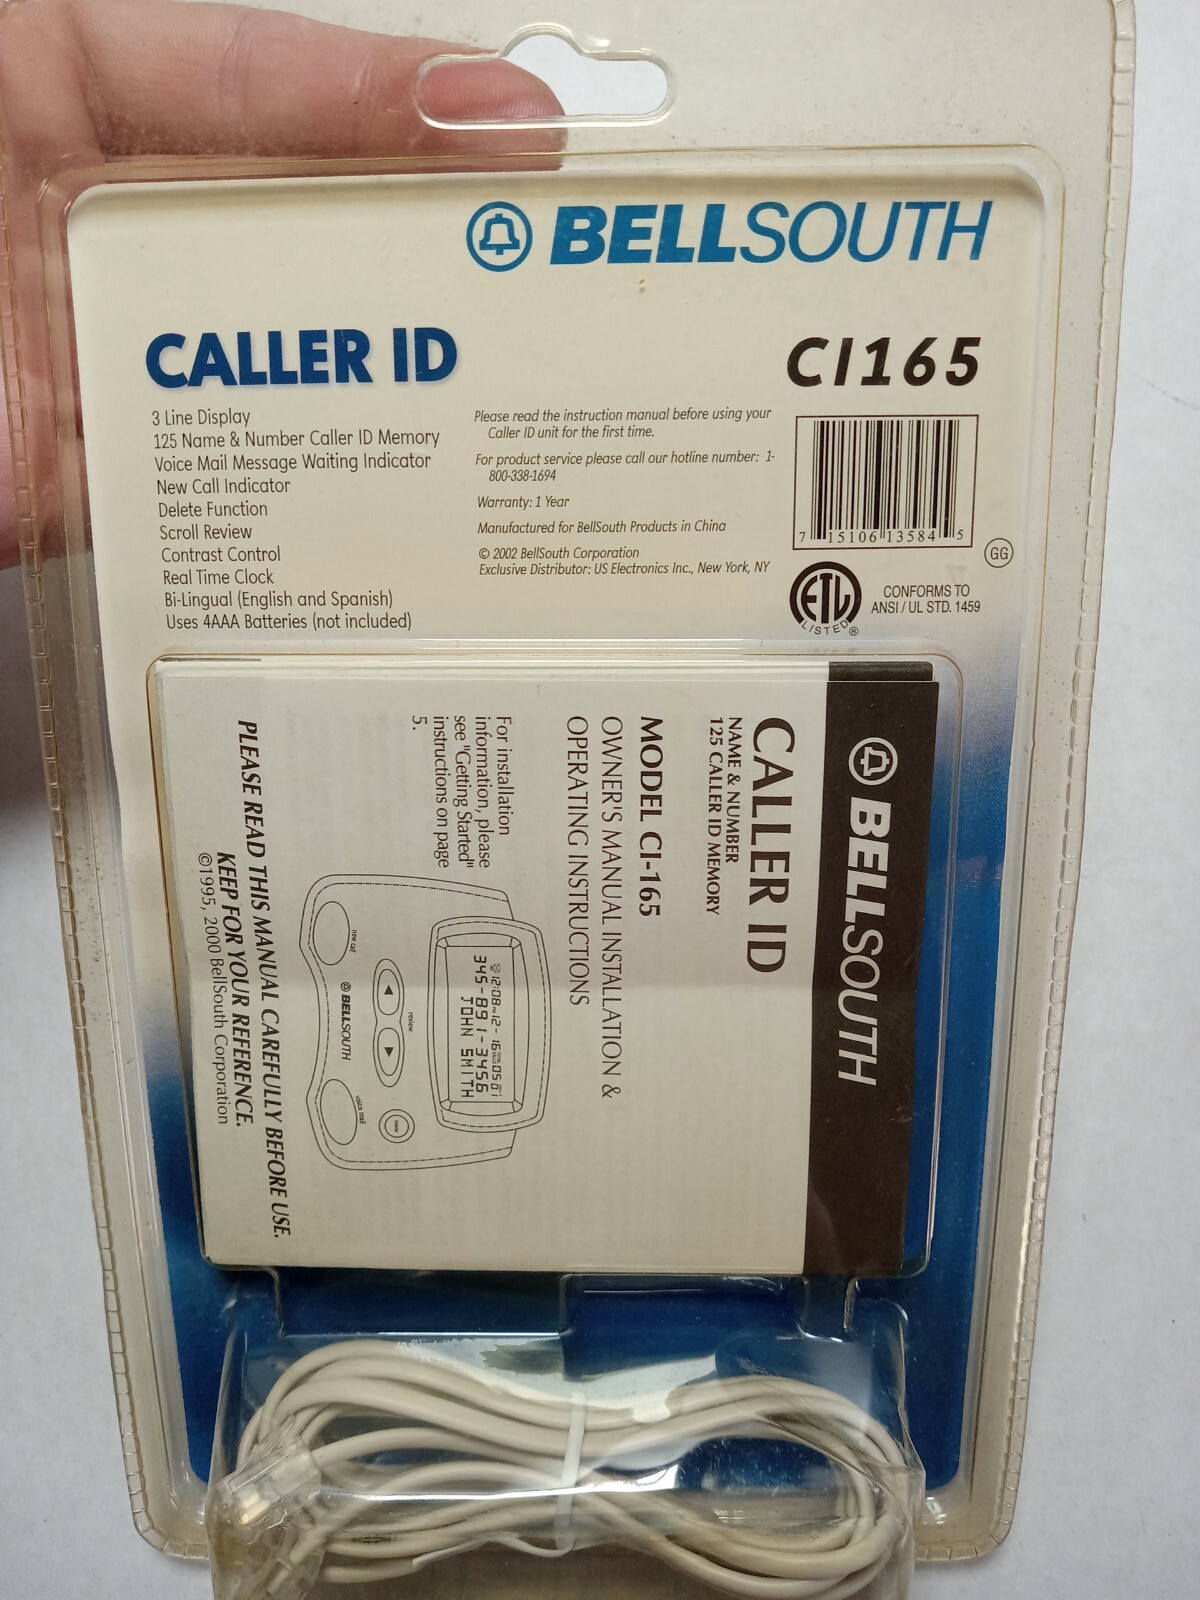 BELLSOUTH
CALLER ID
CI165
3 Line Display
125 Name & Number Caller ID Memory
Voice Mail Message Waiting Indicator
New Call Indicator
Delete Function
Scroll Review
Contrast Control
Real Time Clock
Bi-Lingual (English and Spanish)
Uses 4AAA Batteries (not included)
Please read the instruction manual before using your
Caller ID unit for the first time.
For product service please call our hotline number: 1-
800-338-1694
Warranty: 1 Year
Manufactured for BellSouth Products in China
© 2002 BellSouth Corporation
Exclusive Distributor: US Electronics Inc., New York, NY
7 15106 13584 5
GG
ETL
LISTED ®
CONFORMS TO
ANSI / UL STD. 1459
BELLSOUTH
CALLER ID
NAME & NUMBER
125 CALLER ID MEMORY
MODEL CI-165
OWNER'S MANUAL INSTALLATION &
OPERATING INSTRUCTIONS
For installation
information, please
see "Getting Started"
instructions on page
5.
345-891-3456
JOHN SMITH
review
menu
new call
BELLSOUTH
voice mail
PLEASE READ THIS MANUAL CAREFULLY BEFORE USE.
KEEP FOR YOUR REFERENCE.
©1995, 2000 BellSouth Corporation